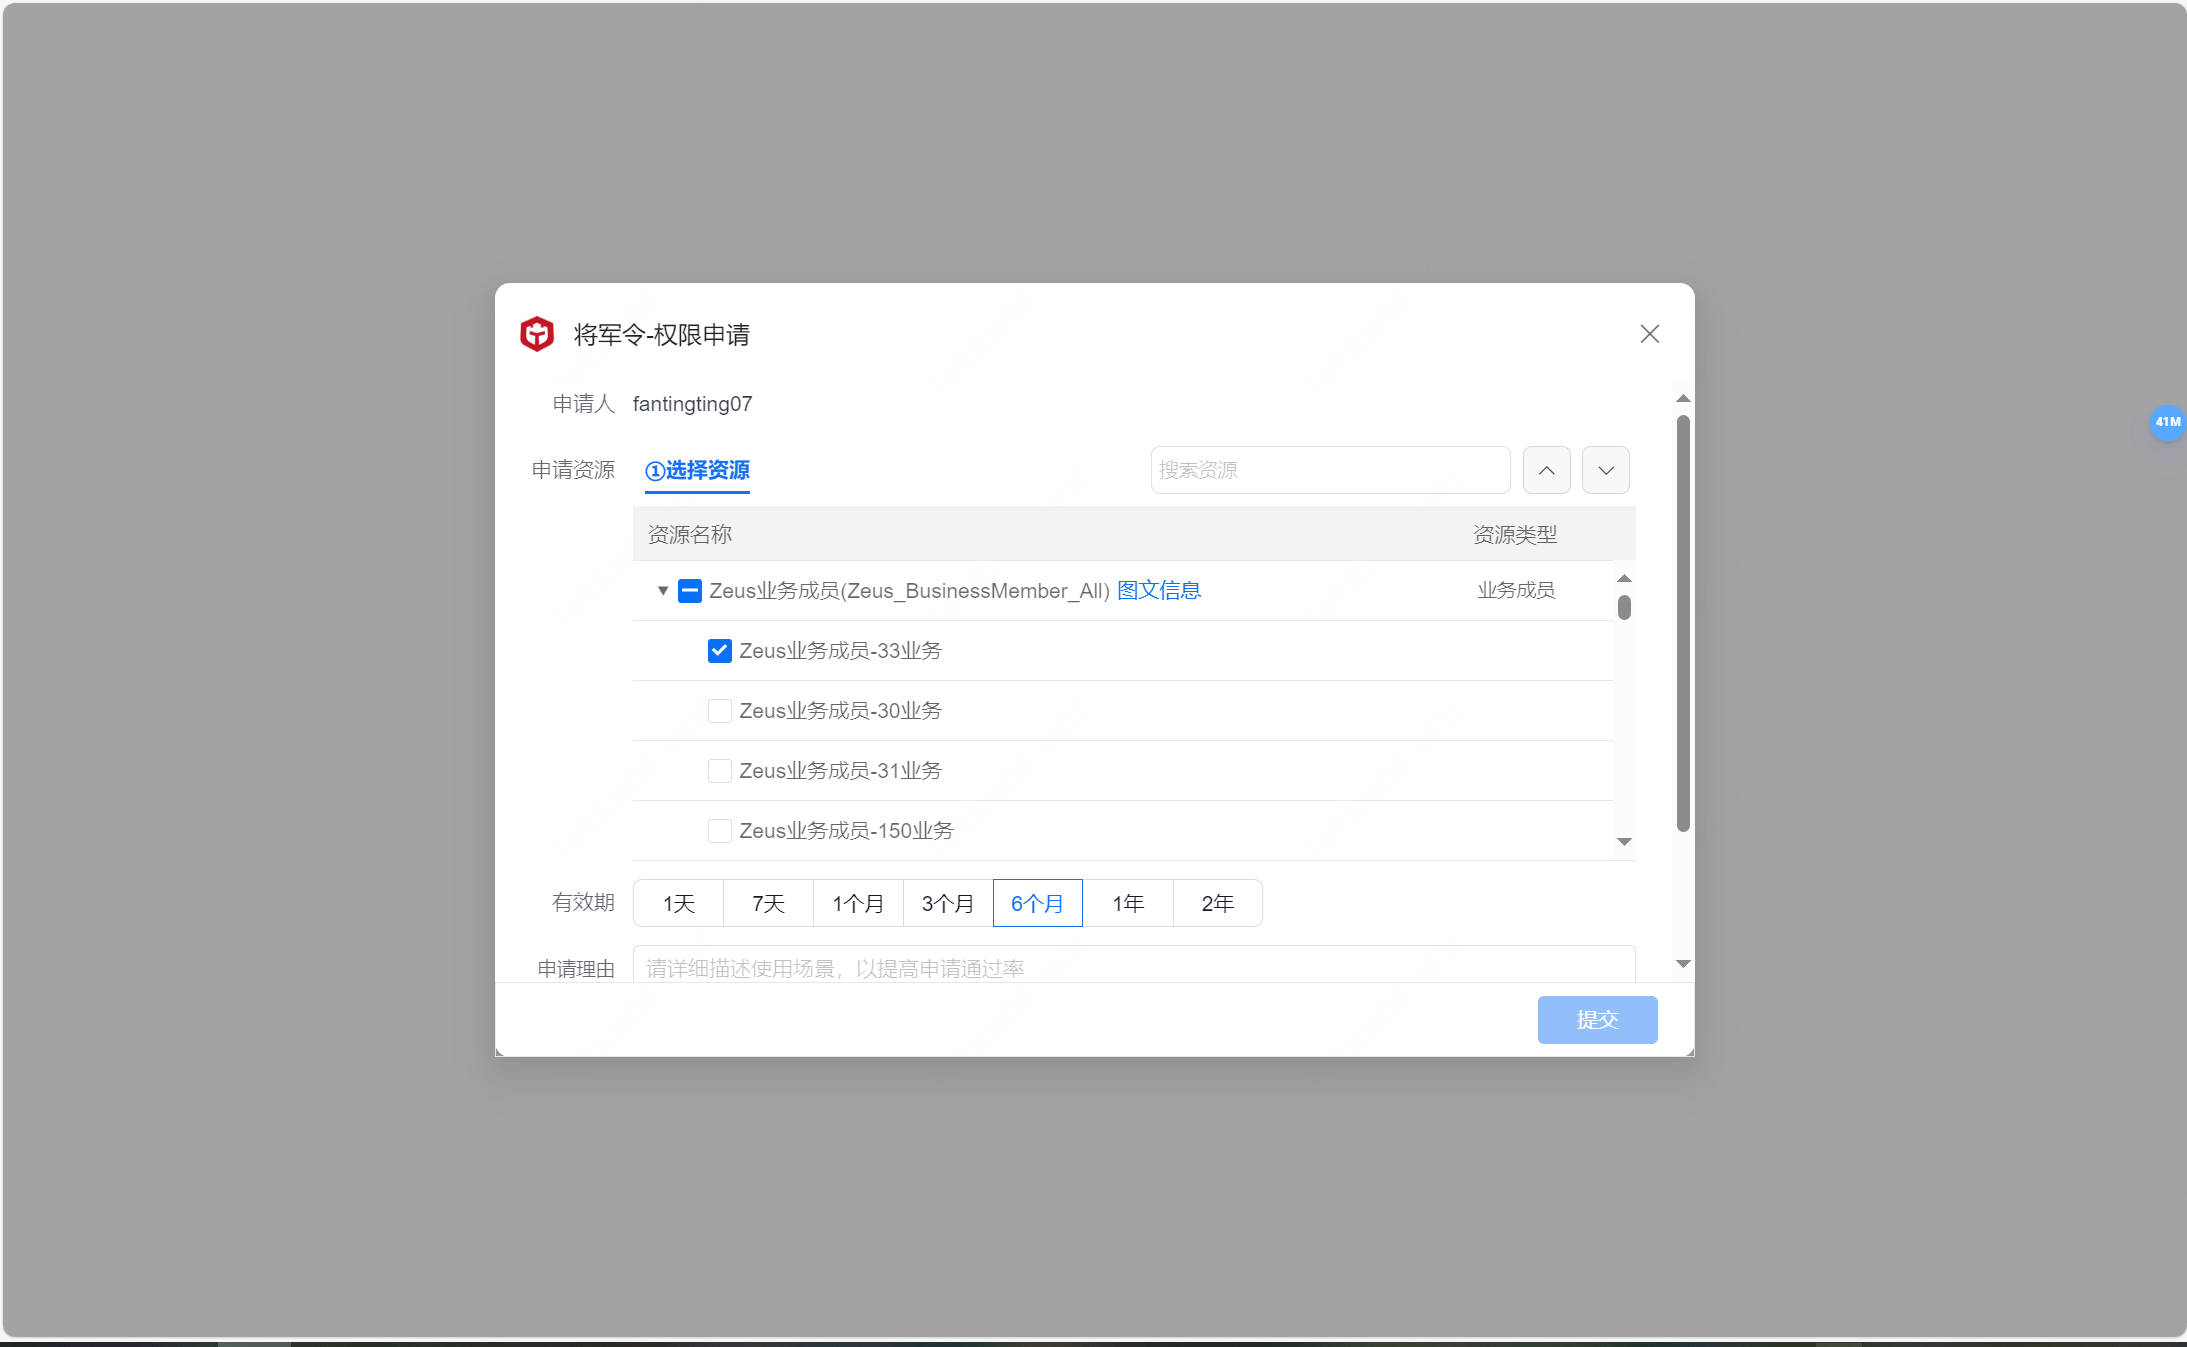 将军令-权限申请
申请人 fantingting07
41M
申请资源 ①选择资源 搜索资源
资源名称 资源类型
Zeus业务成员(Zeus_BusinessMember_All) 图文信息 业务成员
Zeus业务成员-33业务
Zeus业务成员-30业务
Zeus业务成员-31业务
Zeus业务成员-150业务
有效期 1天 7天 1个月 3个月 6个月 1年 2年
申请理由 请详细描述使用场景，以提高申请通过率
提交